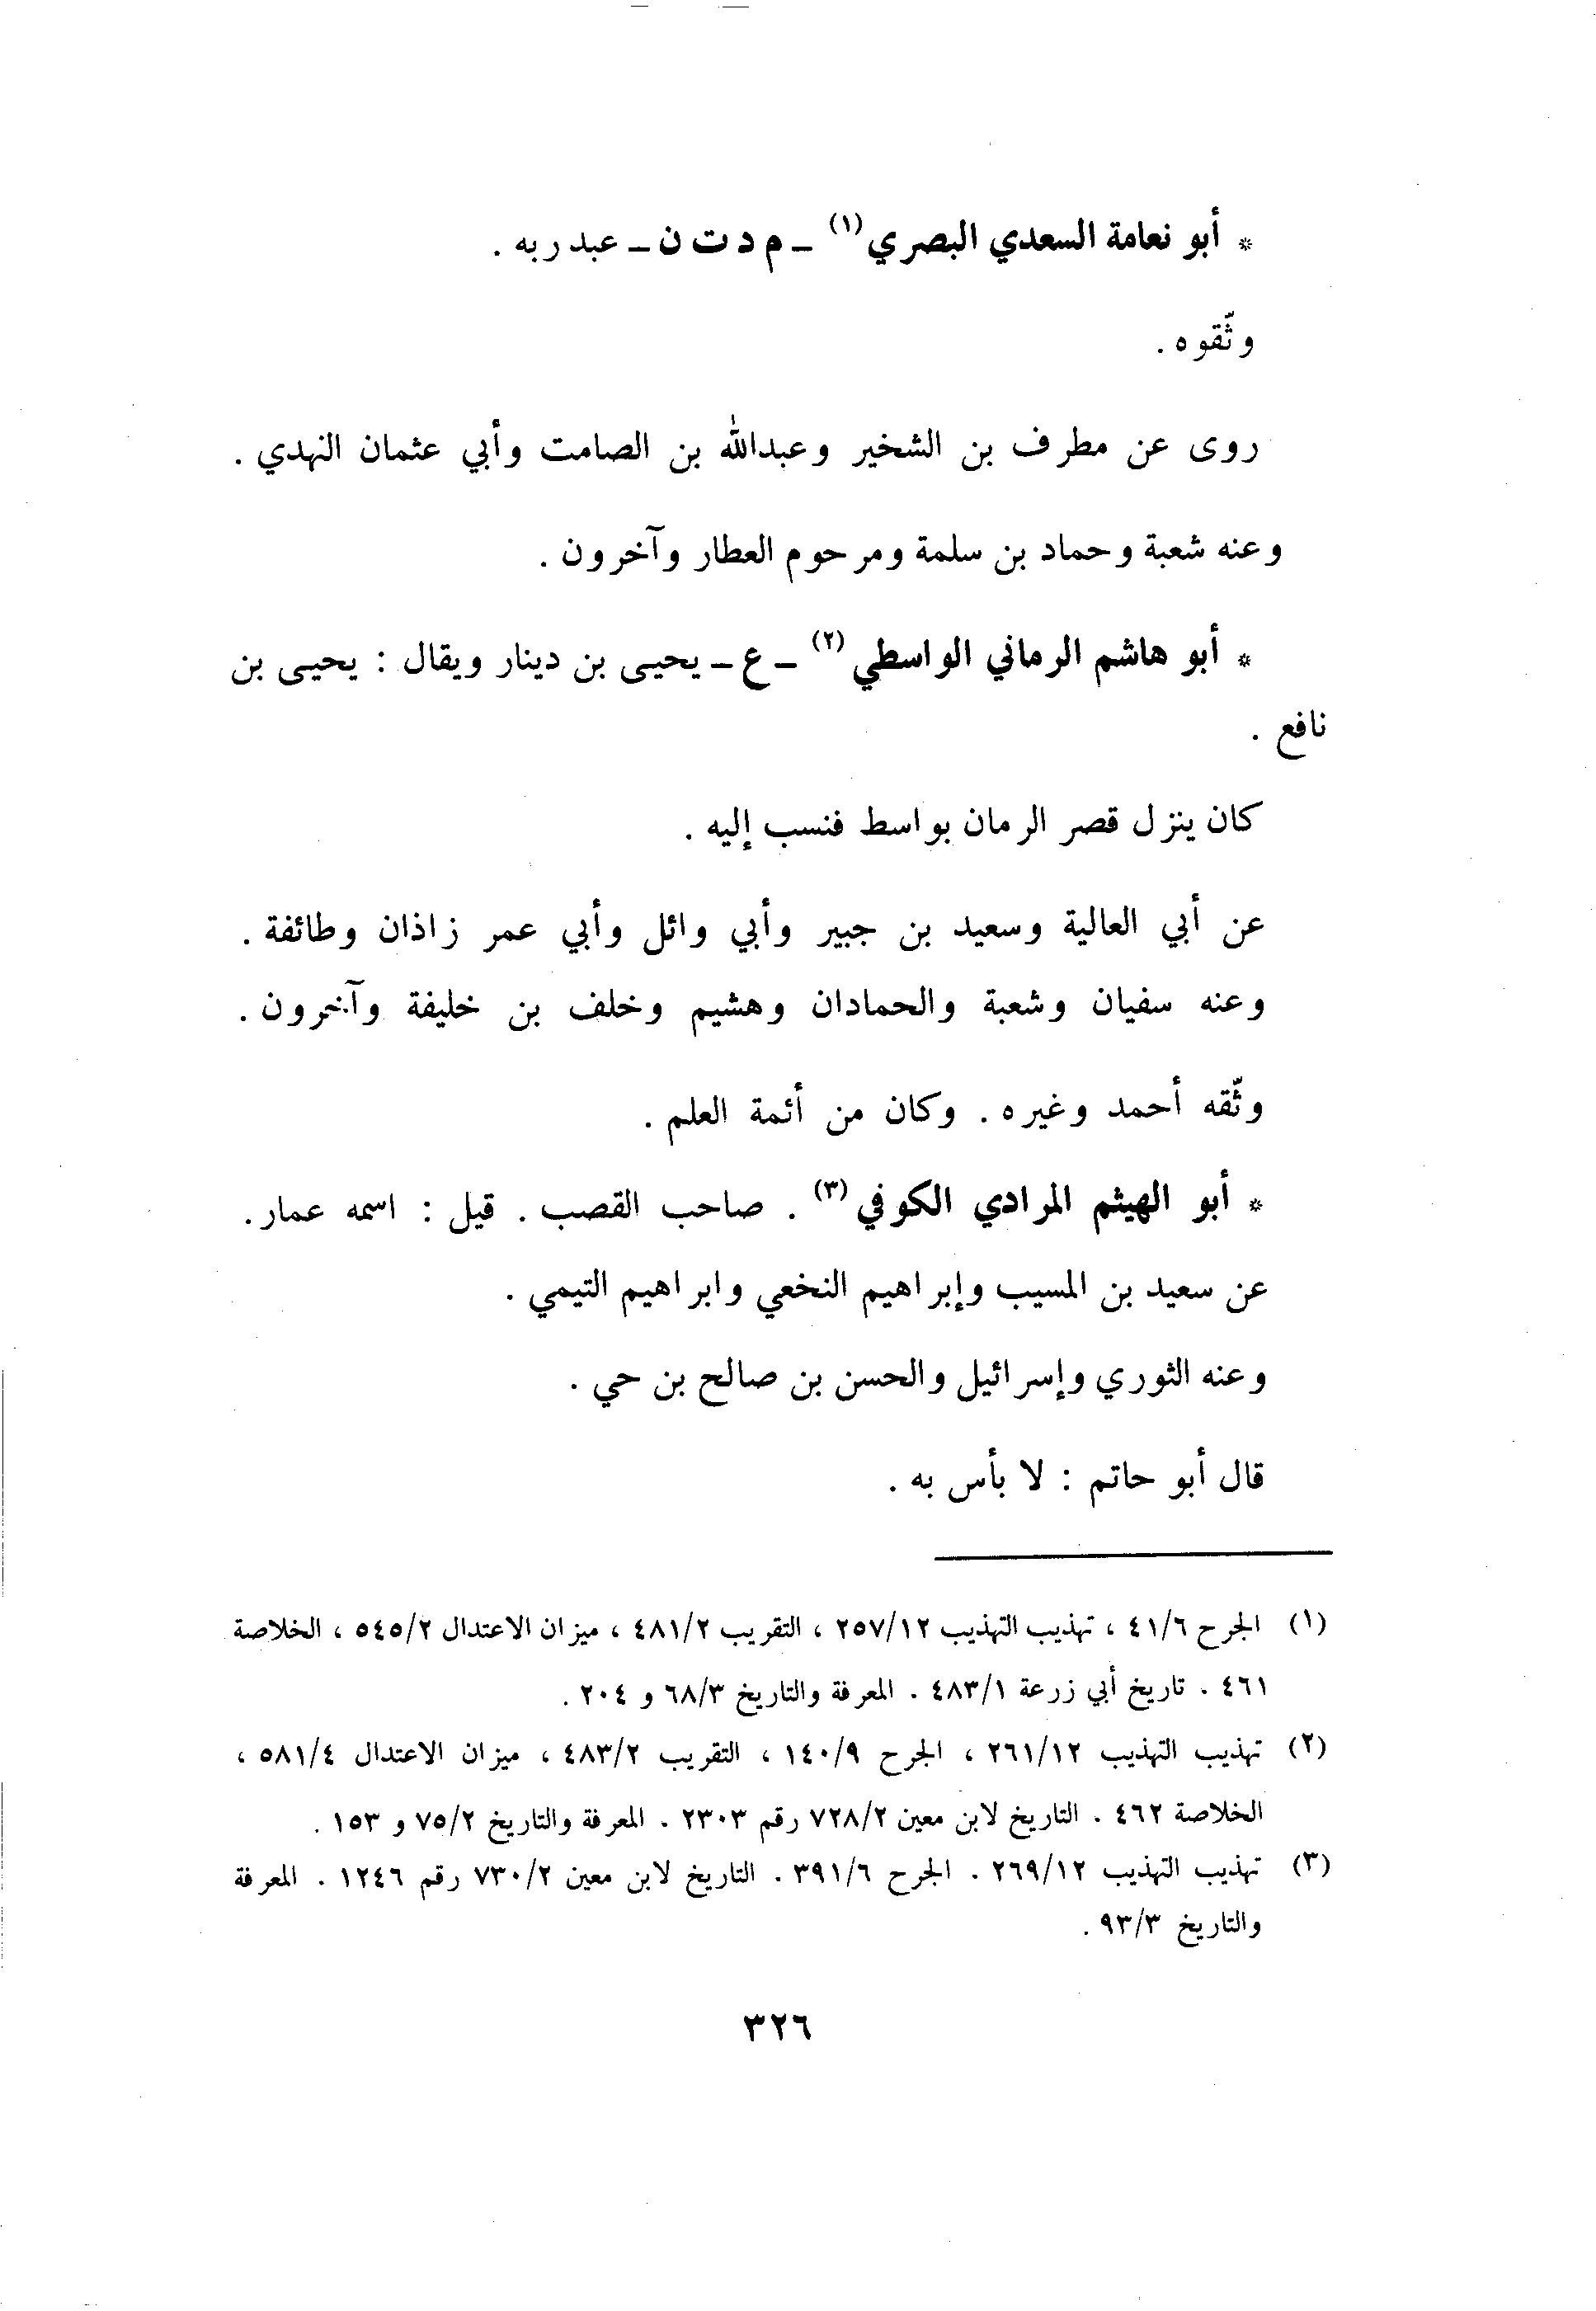 * أبو نعامة السعدي البصري (١) ـ م د ت ن ـ عبد ربه .
وثّقوه .
روى عن مطرف بن الشخير وعبدالله بن الصامت وأبي عثمان النهدي .
وعنه شعبة وحماد بن سلمة ومرحوم العطار وآخرون .
* أبو هاشم الرماني الواسطي (٢) ـ ع ـ يحيى بن دينار ويقال : يحيى بن
نافع .
كان ينزل قصر الرمان بواسط فنسب إليه .
عن أبي العالية وسعيد بن جبير وأبي وائل وأبي عمر زاذان وطائفة .
وعنه سفيان وشعبة والحمادان وهشيم وخلف بن خليفة وآخرون .
وثّقه أحمد وغيره . وكان من أئمة العلم .
* أبو الهيثم المرادي الكوفي (٣) . صاحب القصب . قيل : اسمه عمار .
عن سعيد بن المسيب وإبراهيم النخعي وابراهيم التيمي .
وعنه الثوري وإسرائيل والحسن بن صالح بن حي .
قال أبو حاتم : لا بأس به .
(١) الجرح ٤١/٦ ، تهذيب التهذيب ٢٥٧/١٢ ، التقريب ٤٨١/٢ ، ميزان الاعتدال ٥٤٥/٢ ، الخلاصة
٤٦١ . تاريخ أبي زرعة ٤٨٣/١ . المعرفة والتاريخ ٦٨/٣ و ٢٠٤ .
(٢) تهذيب التهذيب ٢٦١/١٢ ، الجرح ١٤٠/٩ ، التقريب ٤٨٣/٢ ، ميزان الاعتدال ٥٨١/٤ ،
الخلاصة ٤٦٢ . التاريخ لابن معين ٧٢٨/٢ رقم ٢٣٠٣ . المعرفة والتاريخ ٧٥/٢ و ١٥٣ .
(٣) تهذيب التهذيب ٢٦٩/١٢ . الجرح ٣٩١/٦ . التاريخ لابن معين ٧٣٠/٢ رقم ١٢٤٦ . المعرفة
والتاريخ ٩٣/٣ .
٣٢٦